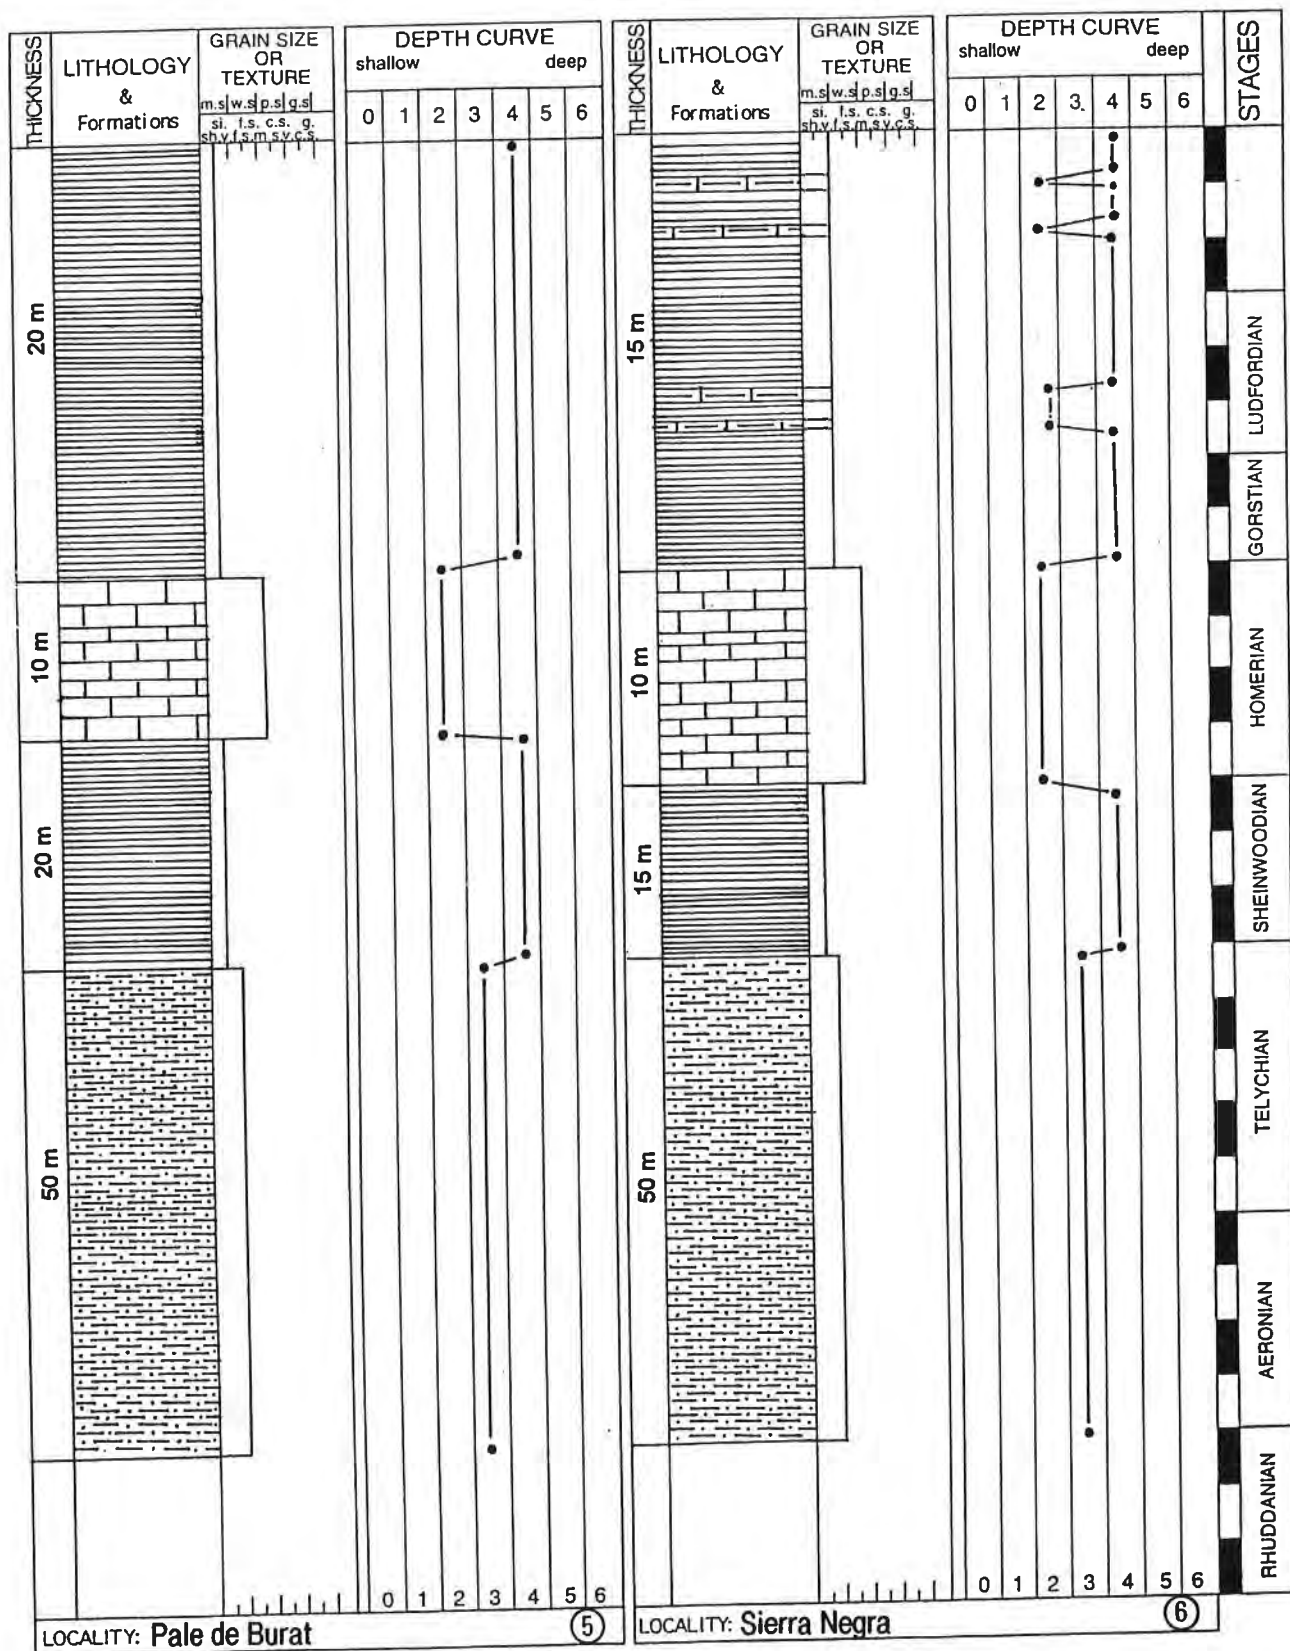 THICKNESS
LITHOLOGY
&
Formations
GRAIN SIZE
OR
TEXTURE
m.s w.s p.s g.s
si. f.s. c.s. g.
sh. v.f.s. m.s. v.c.s.
DEPTH CURVE
shallow deep
0 1 2 3 4 5 6
20 m
10 m
20 m
50 m
0 1 2 3 4 5 6
LOCALITY: Pale de Burat 5
THICKNESS
LITHOLOGY
&
Formations
GRAIN SIZE
OR
TEXTURE
m.s w.s p.s g.s
si. f.s. c.s. g.
sh. v.f.s. m.s. v.c.s.
DEPTH CURVE
shallow deep
0 1 2 3. 4 5 6
15 m
10 m
15 m
50 m
0 1 2 3 4 5 6
LOCALITY: Sierra Negra 6
STAGES
LUDFORDIAN
GORSTIAN
HOMERIAN
SHEINWOODIAN
TELYCHIAN
AERONIAN
RHUDDANIAN